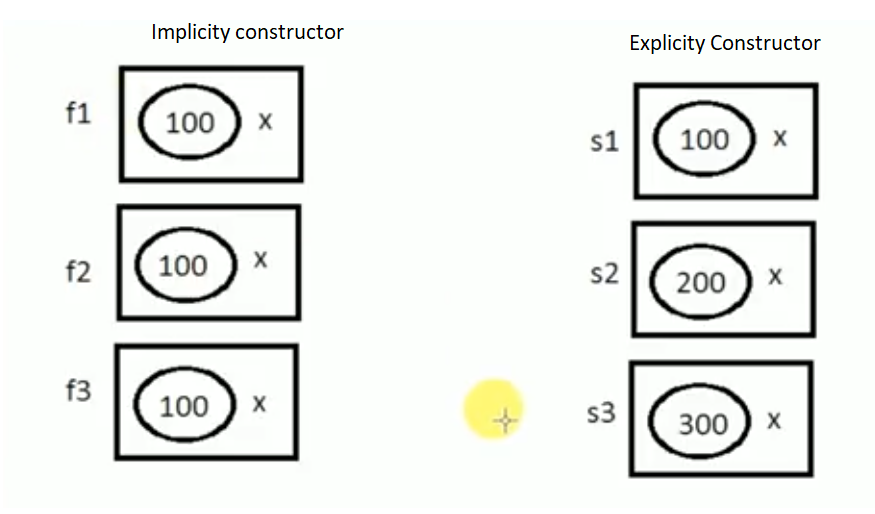 Implicity constructor
f1 100 x
f2 100 x
f3 100 x
Explicity Constructor
s1 100 x
s2 200 x
s3 300 x